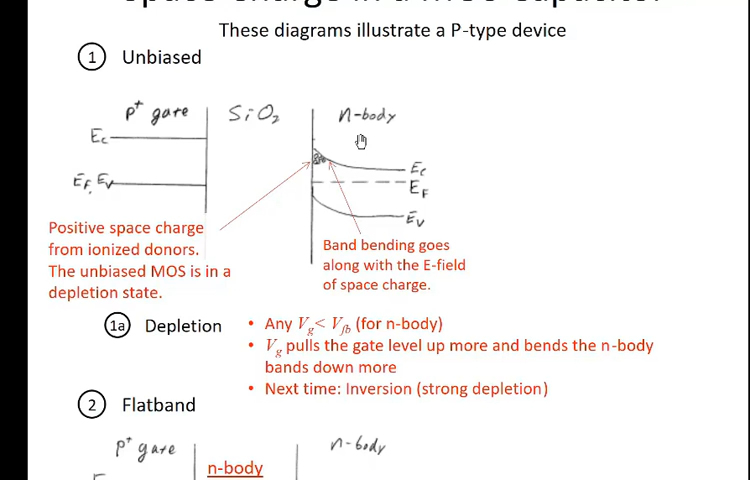 These diagrams illustrate a P-type device
1 Unbiased
p+ gate SiO2 n-body
Ec
EF, EV
Ec
EF
EV
Positive space charge
from ionized donors.
The unbiased MOS is in a
depletion state.
Band bending goes
along with the E-field
of space charge.
1a Depletion
• Any Vg < Vfb (for n-body)
• Vg pulls the gate level up more and bends the n-body
bands down more
• Next time: Inversion (strong depletion)
2 Flatband
p+ gate n-body
n-body